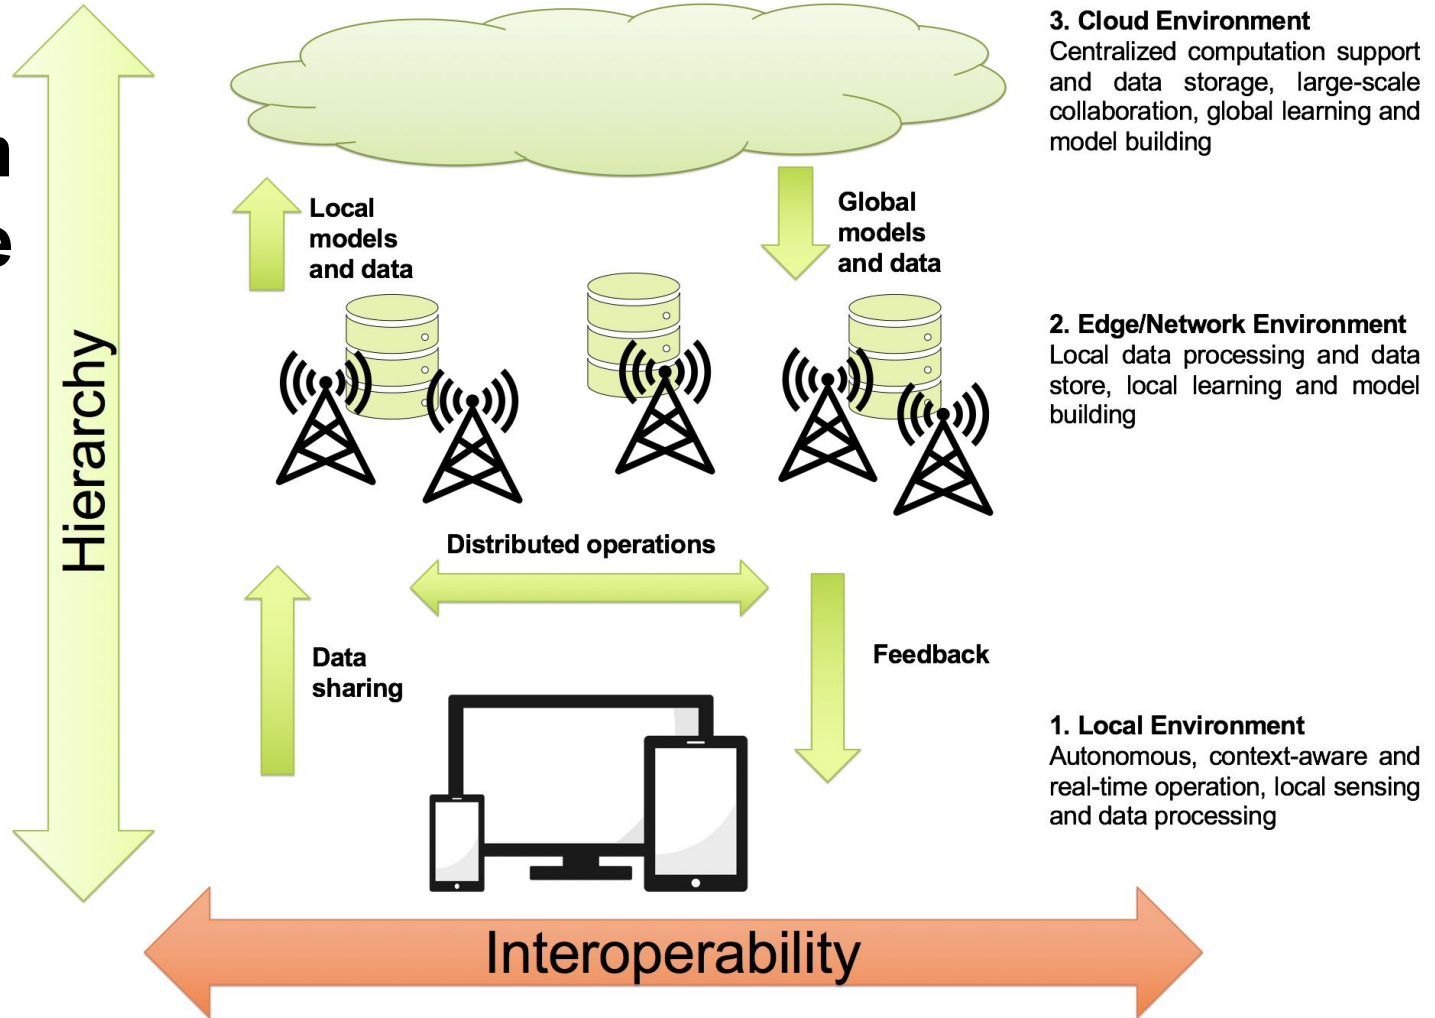 3. Cloud Environment
Centralized computation support
and data storage, large-scale
collaboration, global learning and
model building
Local
models
and data
Global
models
and data
2. Edge/Network Environment
Local data processing and data
store, local learning and model
building
Hierarchy
Distributed operations
Data
sharing
Feedback
1. Local Environment
Autonomous, context-aware and
real-time operation, local sensing
and data processing
Interoperability